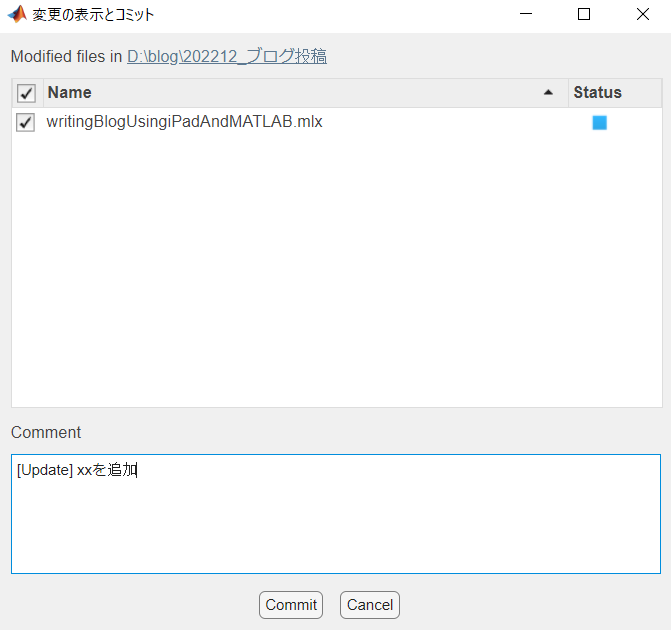 変更の表示とコミット
Modified files in D:\blog\202212_ブログ投稿
Name Status
writingBlogUsingiPadAndMATLAB.mlx
Comment
[Update] xxを追加
Commit Cancel